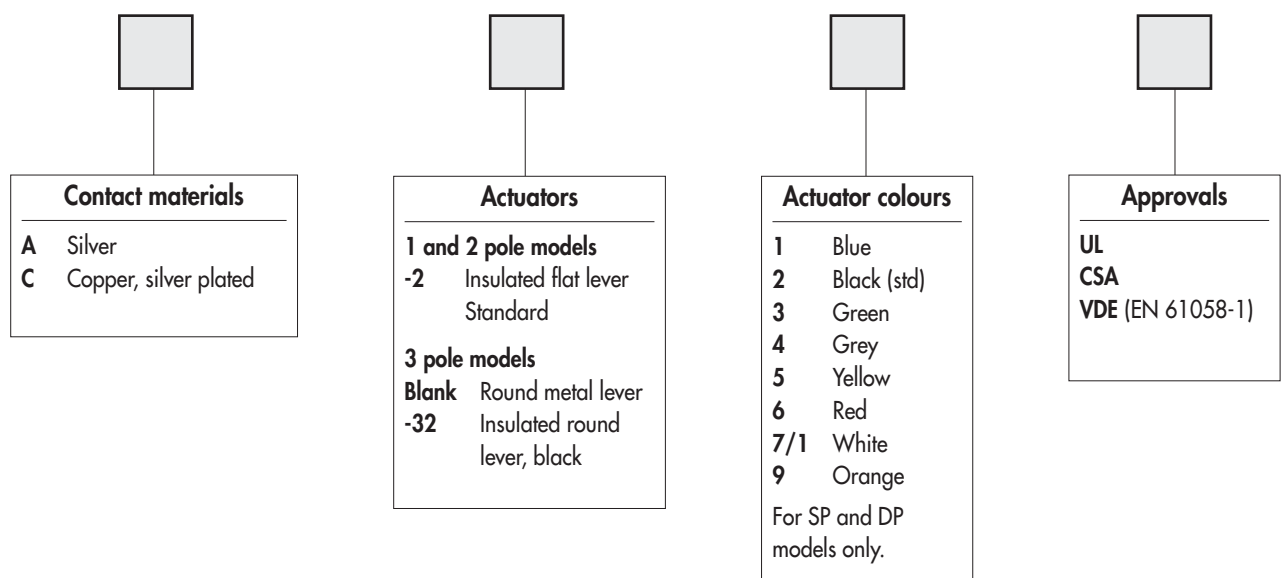 Contact materials
A Silver
C Copper, silver plated
Actuators
1 and 2 pole models
-2 Insulated flat lever
Standard
3 pole models
Blank Round metal lever
-32 Insulated round
lever, black
Actuator colours
1 Blue
2 Black (std)
3 Green
4 Grey
5 Yellow
6 Red
7/1 White
9 Orange
For SP and DP
models only.
Approvals
UL
CSA
VDE (EN 61058-1)